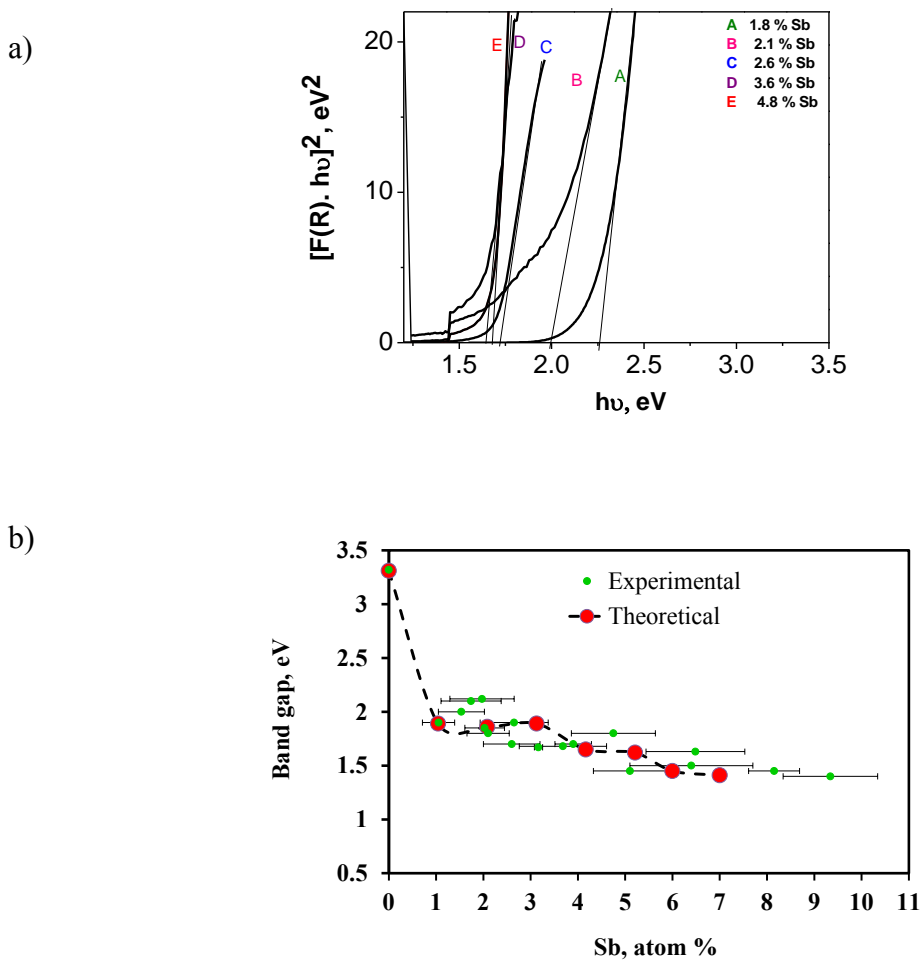 a)
[F(R). hυ]², eV²
20
10
0
E
D
C
B
A
A 1.8 % Sb
B 2.1 % Sb
C 2.6 % Sb
D 3.6 % Sb
E 4.8 % Sb
1.5 2.0 2.5 3.0 3.5
hυ, eV
b)
Band gap, eV
3.5
3
2.5
2
1.5
1
0.5
Experimental
Theoretical
0 1 2 3 4 5 6 7 8 9 10 11
Sb, atom %